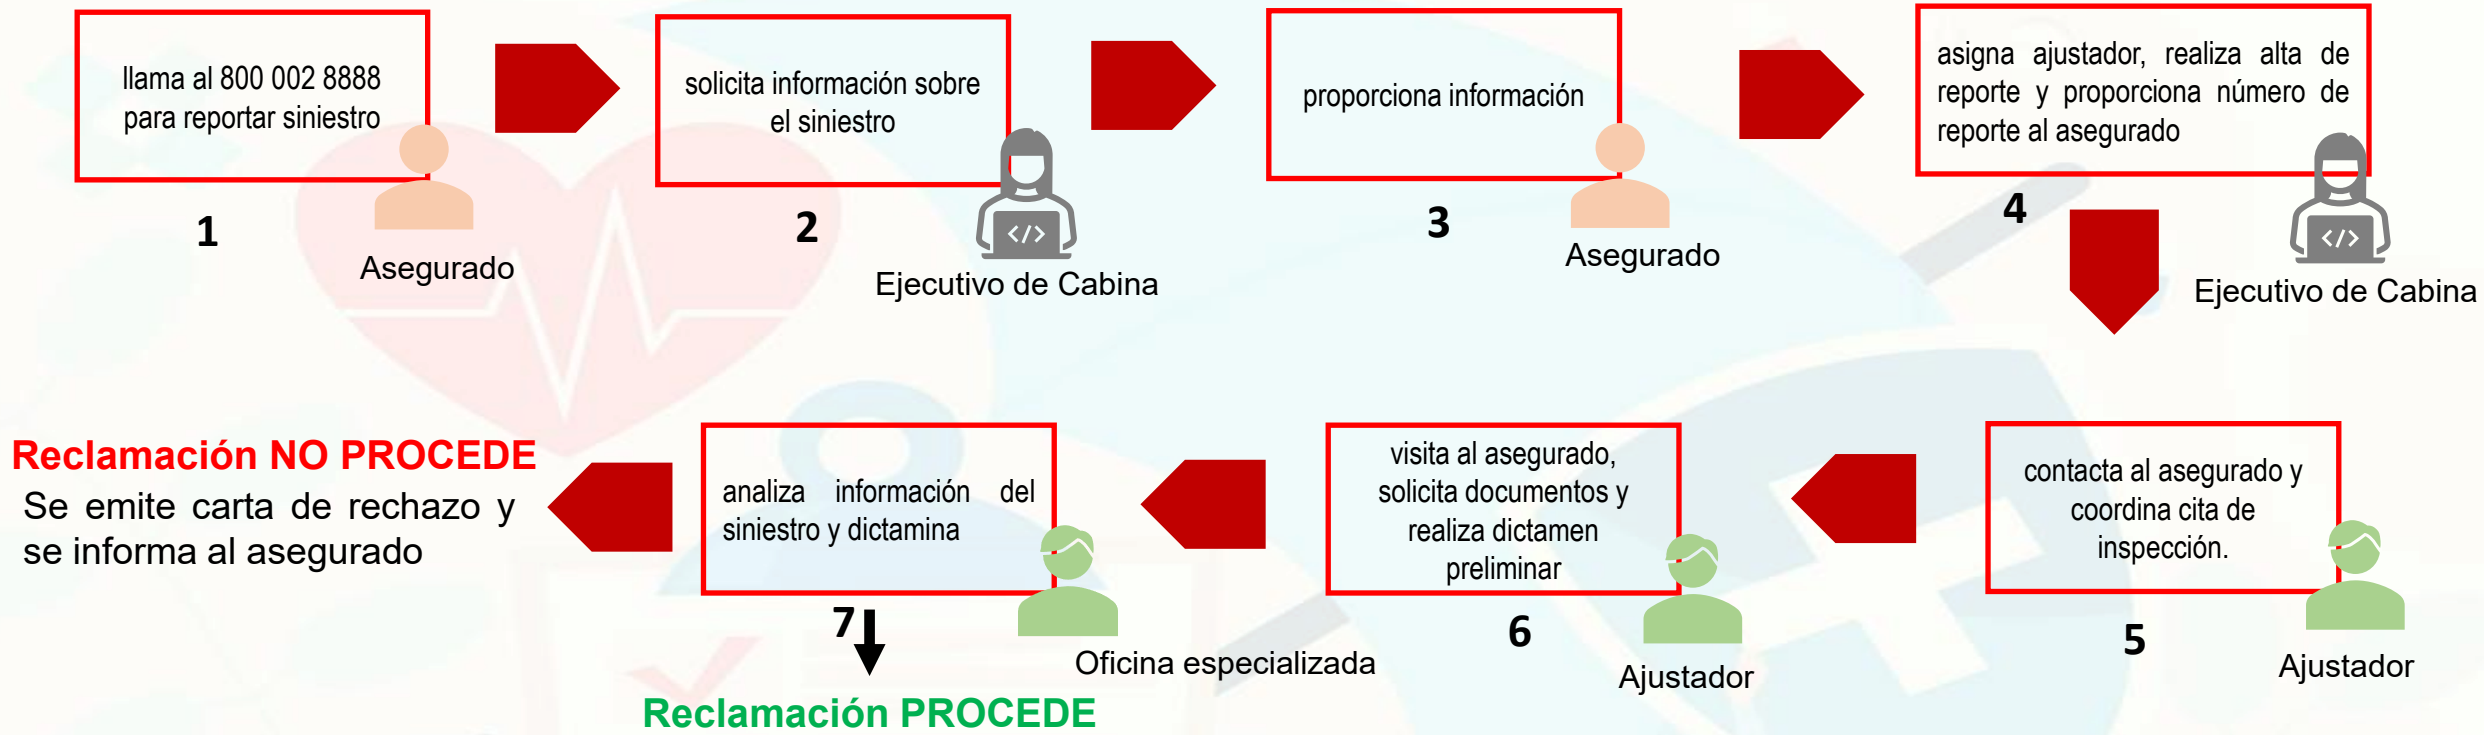 llama al 800 002 8888
para reportar siniestro
1
Asegurado
solicita información sobre
el siniestro
2
Ejecutivo de Cabina
proporciona información
3
Asegurado
asigna ajustador, realiza alta de
reporte y proporciona número de
reporte al asegurado
4
Ejecutivo de Cabina
contacta al asegurado y
coordina cita de
inspección.
5
Ajustador
visita al asegurado,
solicita documentos y
realiza dictamen
preliminar
6
Ajustador
analiza información del
siniestro y dictamina
7
Oficina especializada
Reclamación NO PROCEDE
Se emite carta de rechazo y
se informa al asegurado
Reclamación PROCEDE